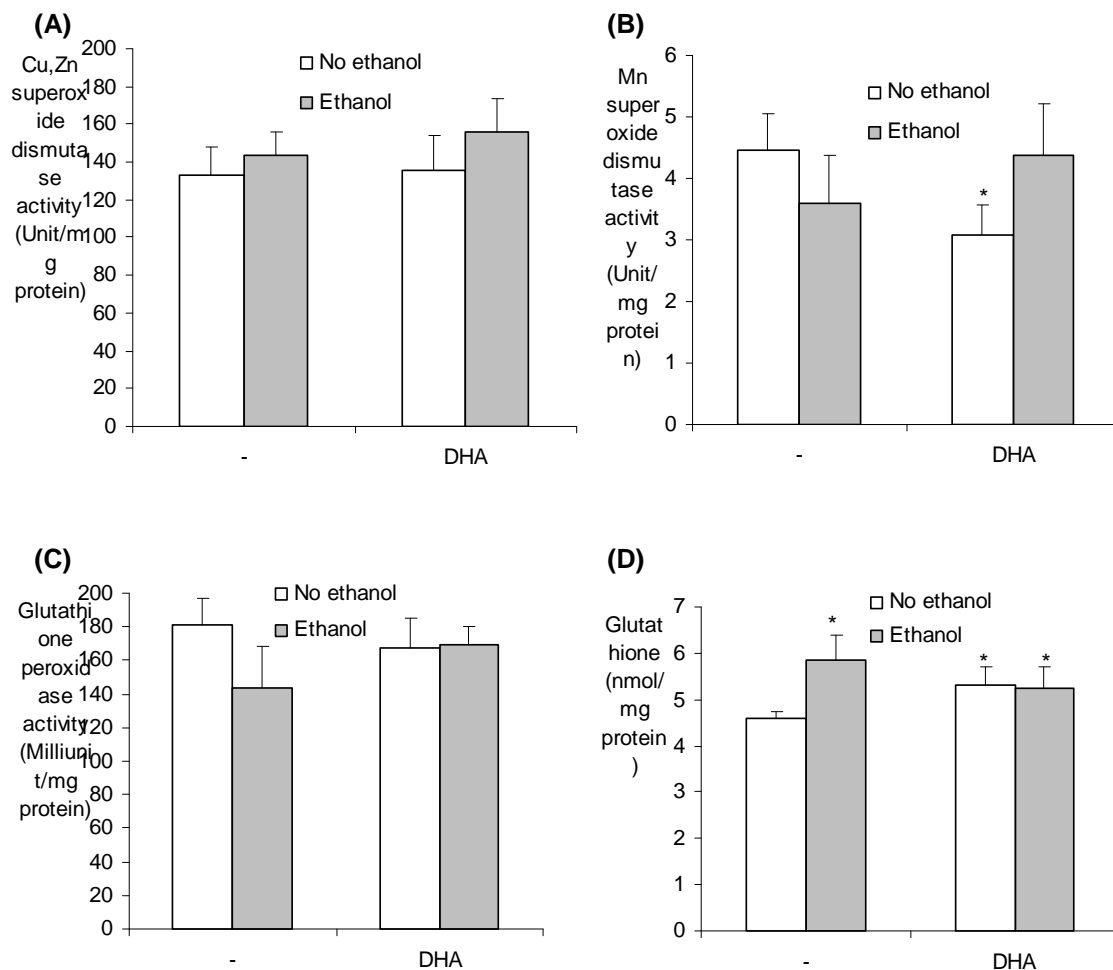 (A)
Cu,Zn
superox
ide
dismuta
se
activity
(Unit/m
g
protein)
200
180
160
140
120
100
80
60
40
20
0
No ethanol
Ethanol
-
DHA
(B)
Mn
super
oxide
dismu
tase
activit
y
(Unit/
mg
protei
n)
6
5
4
3
2
1
0
No ethanol
Ethanol
*
-
DHA
(C)
Glutathi
one
peroxid
ase
activity
(Milliun
it/mg
protein)
200
180
160
140
120
100
80
60
40
20
0
No ethanol
Ethanol
-
DHA
(D)
Glutat
hione
(nmol/
mg
protein
)
7
6
5
4
3
2
1
0
No ethanol
Ethanol
*
*
*
-
DHA